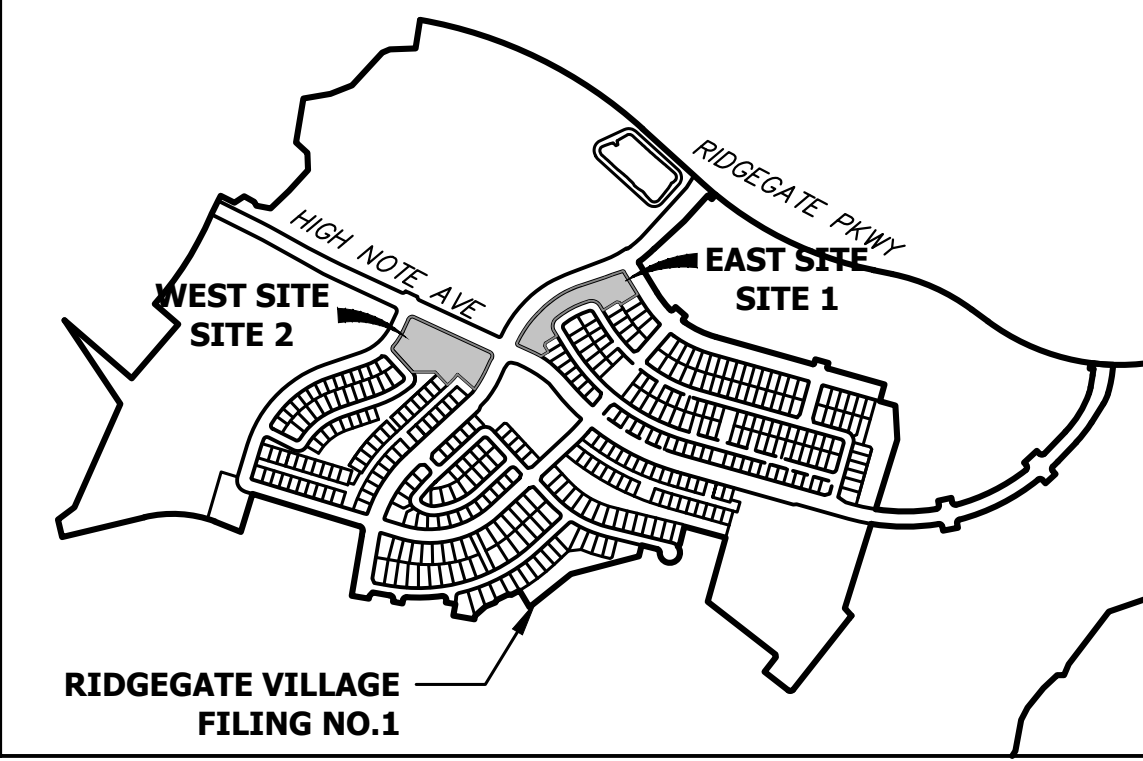 RIDGEGATE PKWY
HIGH NOTE AVE
EAST SITE
SITE 1
WEST SITE
SITE 2
RIDGEGATE VILLAGE
FILING NO.1